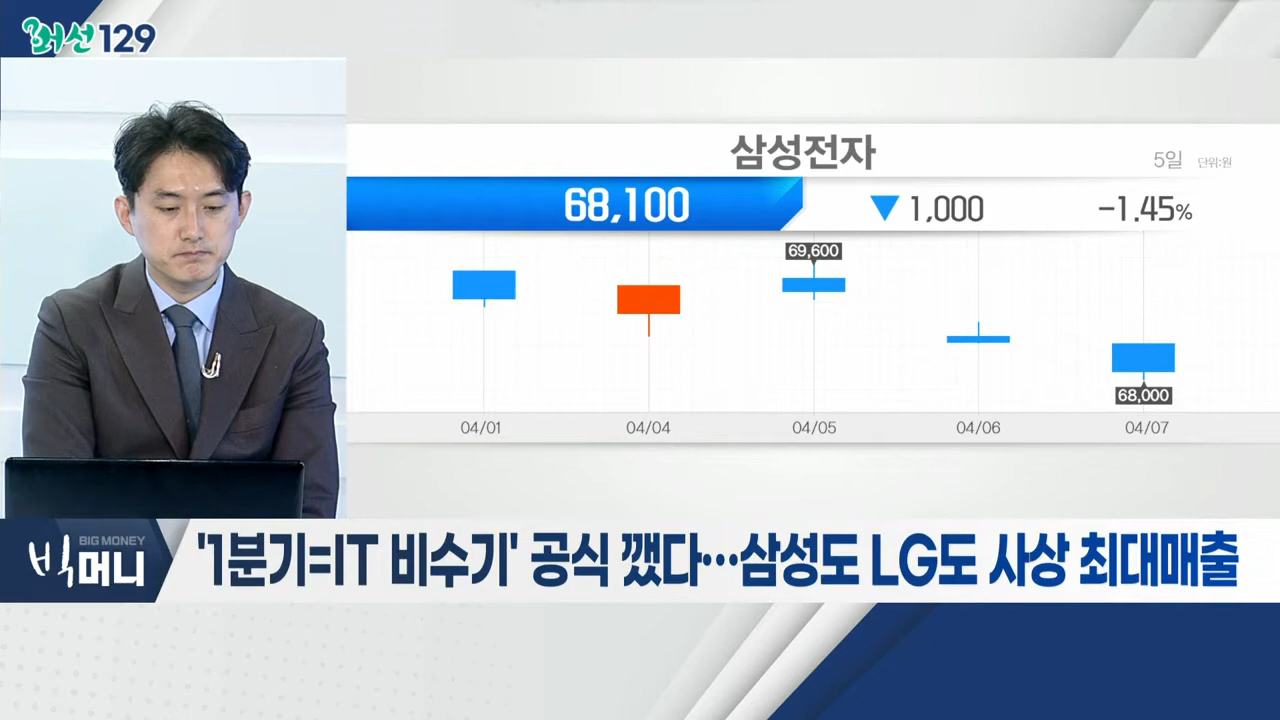 머선129
삼성전자
5일 단위:원
68,100 ▼ 1,000 -1.45%
69,600
68,000
04/01 04/04 04/05 04/06 04/07
BIG MONEY
빅머니
'1분기=IT 비수기' 공식 깼다…삼성도 LG도 사상 최대매출